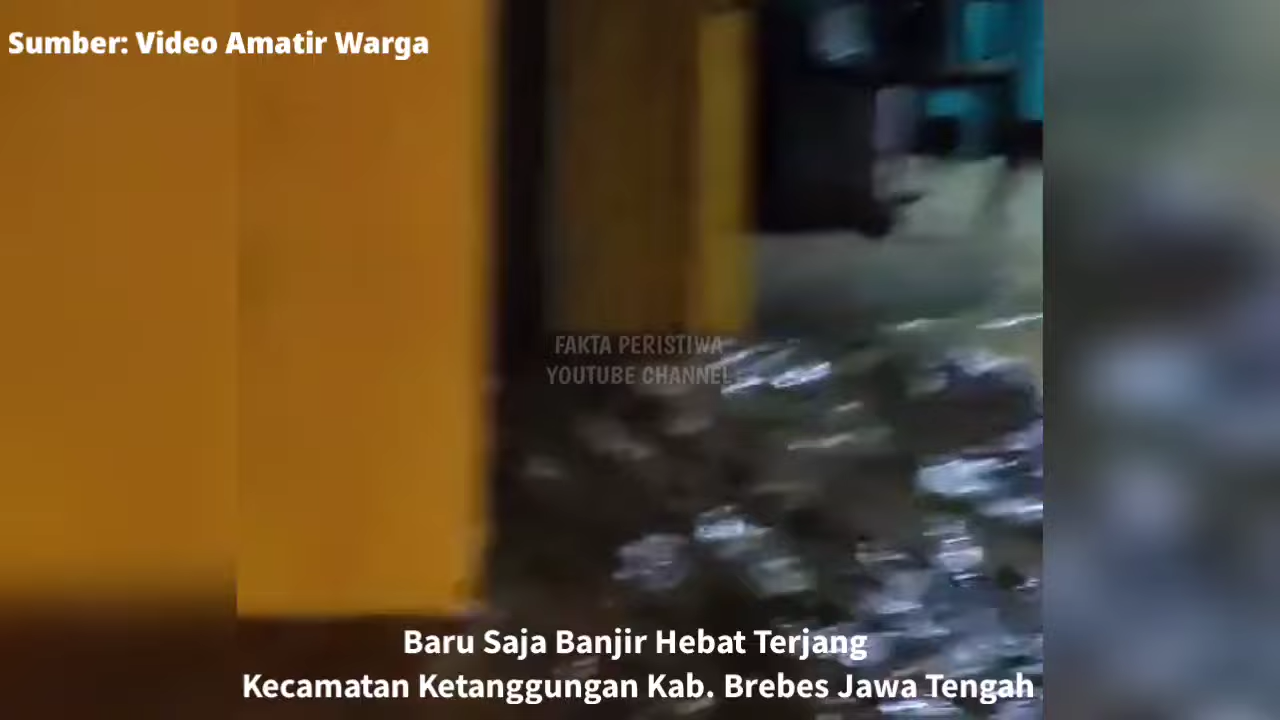 Sumber: Video Amatir Warga
FAKTA PERISTIWA
YOUTUBE CHANNEL
Baru Saja Banjir Hebat Terjang
Kecamatan Ketanggungan Kab. Brebes Jawa Tengah